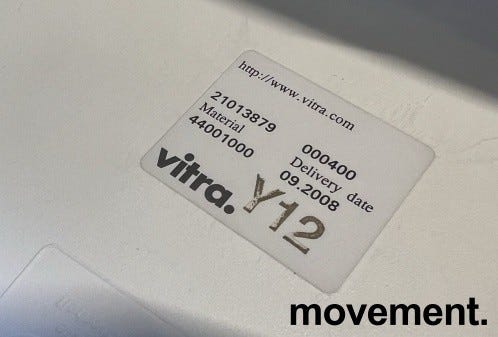 http://www.vitra.com
21013879 000400
Material Delivery date
44001000 09.2008
vitra. Y12
movement.